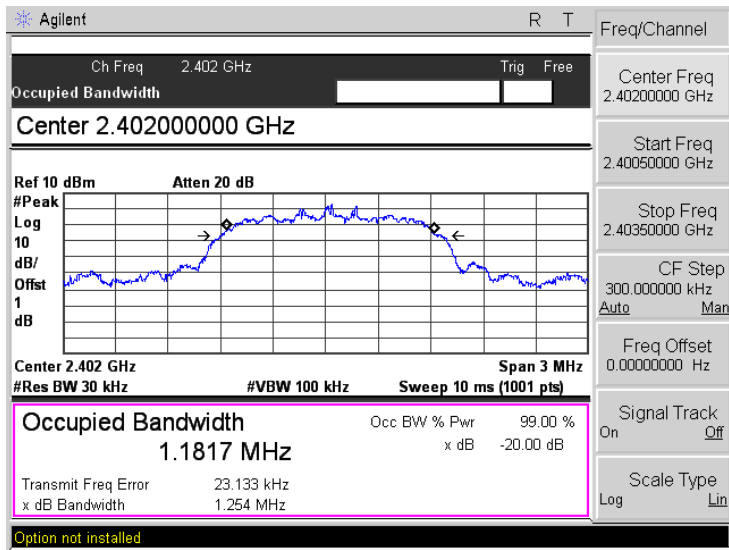 Agilent R T
Ch Freq 2.402 GHz Trig Free
Occupied Bandwidth
Center 2.402000000 GHz
Ref 10 dBm Atten 20 dB
#Peak
Log
10
dB/
Offst
1
dB
Center 2.402 GHz Span 3 MHz
#Res BW 30 kHz #VBW 100 kHz Sweep 10 ms (1001 pts)
Occupied Bandwidth Occ BW % Pwr 99.00 %
1.1817 MHz x dB -20.00 dB
Transmit Freq Error 23.133 kHz
x dB Bandwidth 1.254 MHz
Option not installed
Freq/Channel
Center Freq
2.40200000 GHz
Start Freq
2.40050000 GHz
Stop Freq
2.40350000 GHz
CF Step
300.000000 kHz
Auto Man
Freq Offset
0.00000000 Hz
Signal Track
On Off
Scale Type
Log Lin